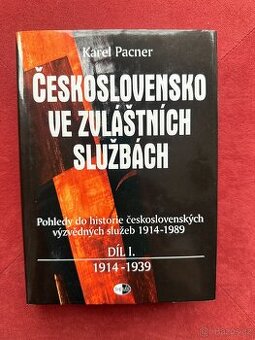 Karel Pacner
ČESKOSLOVENSKO
VE ZVLÁŠTNÍCH
SLUŽBÁCH
Pohledy do historie československých
výzvědných služeb 1914-1989
DÍL I.
1914-1939